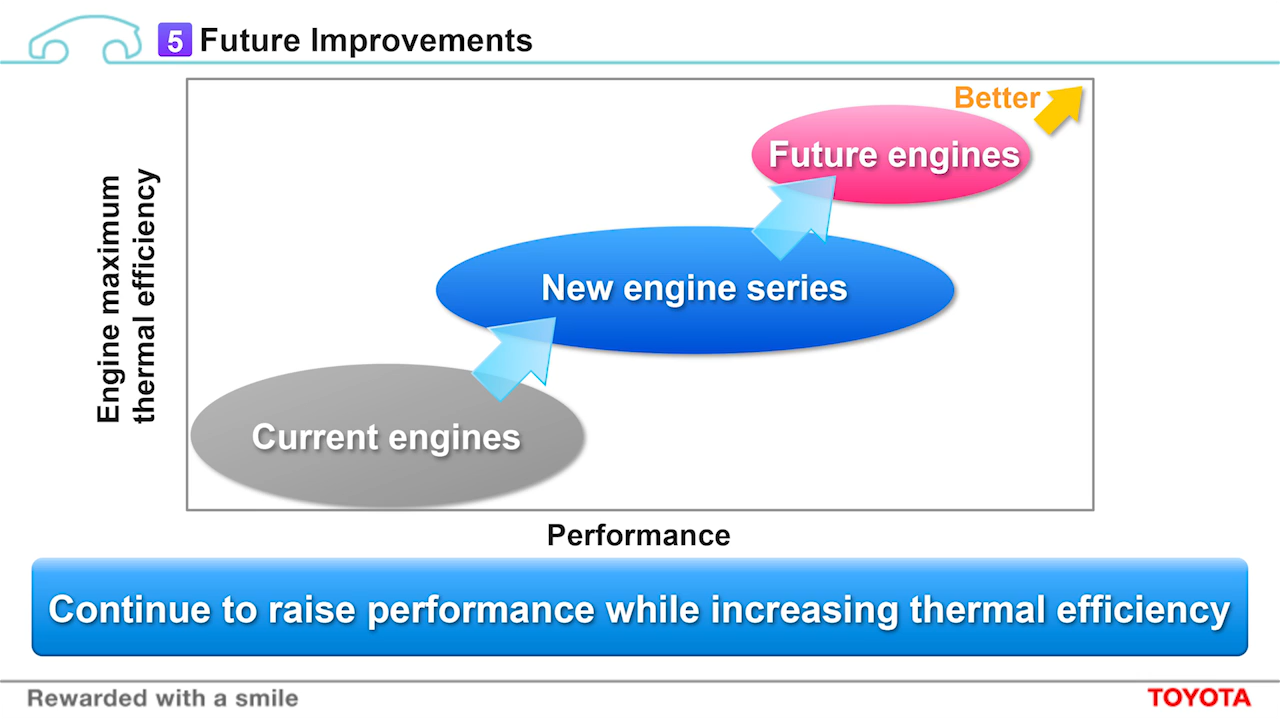 5 Future Improvements
Better
Future engines
Engine maximum
thermal efficiency
New engine series
Current engines
Performance
Continue to raise performance while increasing thermal efficiency
Rewarded with a smile
TOYOTA